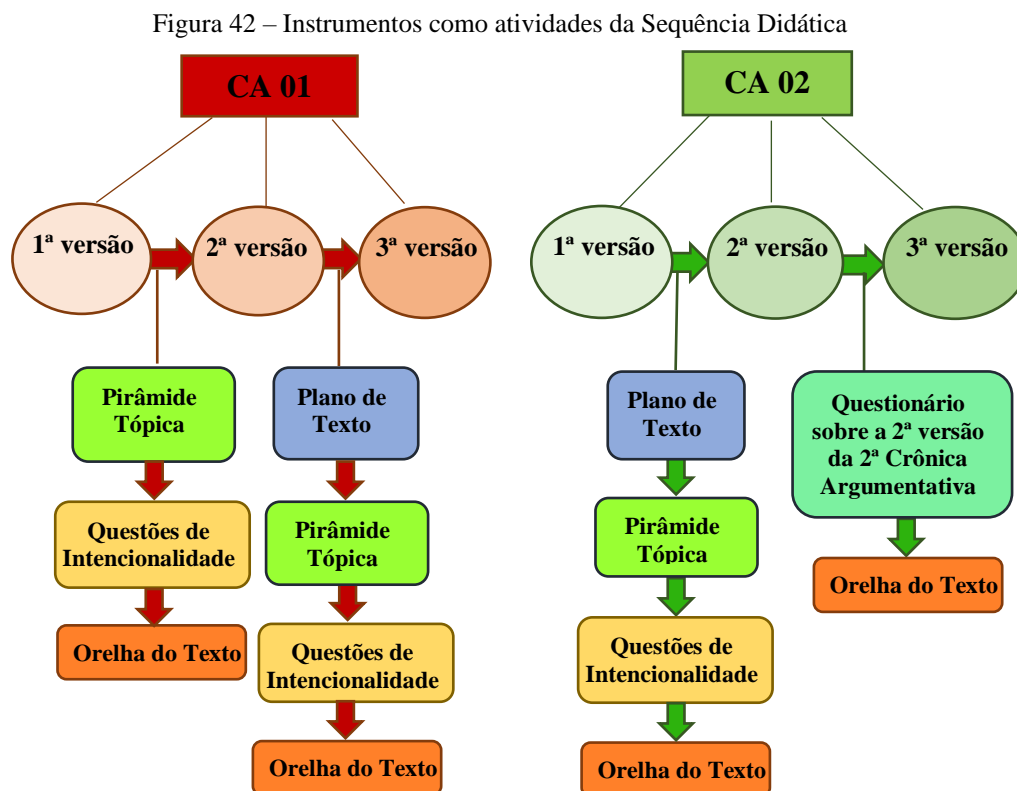 Figura 42 – Instrumentos como atividades da Sequência Didática
CA 01
1ª versão
2ª versão
3ª versão
Pirâmide
Tópica
Questões de
Intencionalidade
Orelha do Texto
Plano de
Texto
Pirâmide
Tópica
Questões de
Intencionalidade
Orelha do Texto
CA 02
1ª versão
2ª versão
3ª versão
Plano de
Texto
Pirâmide
Tópica
Questões de
Intencionalidade
Orelha do Texto
Questionário
sobre a 2ª versão
da 2ª Crônica
Argumentativa
Orelha do Texto